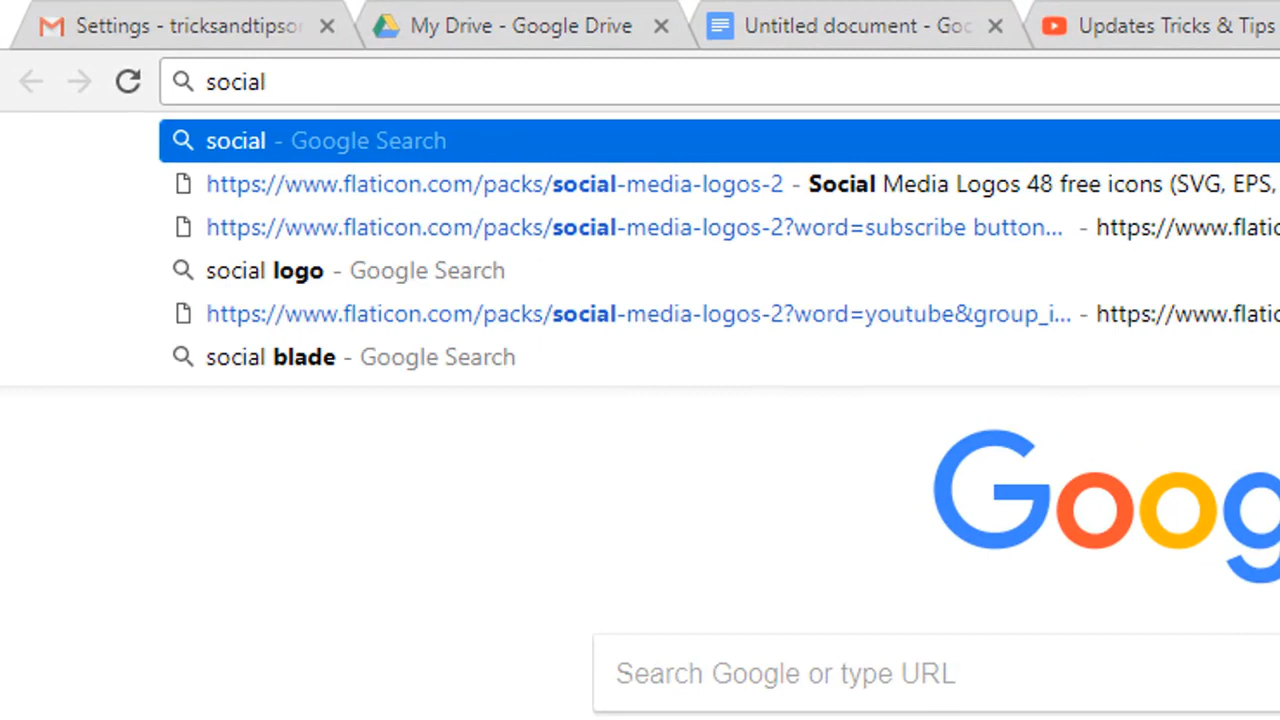 Settings - tricksandtipsor
My Drive - Google Drive
Untitled document - Goo
Updates Tricks & Tips
social
social - Google Search
https://www.flaticon.com/packs/social-media-logos-2 - Social Media Logos 48 free icons (SVG, EPS,
https://www.flaticon.com/packs/social-media-logos-2?word=subscribe button... - https://www.flatic
social logo - Google Search
https://www.flaticon.com/packs/social-media-logos-2?word=youtube&group_i... - https://www.flatic
social blade - Google Search
Goog
Search Google or type URL